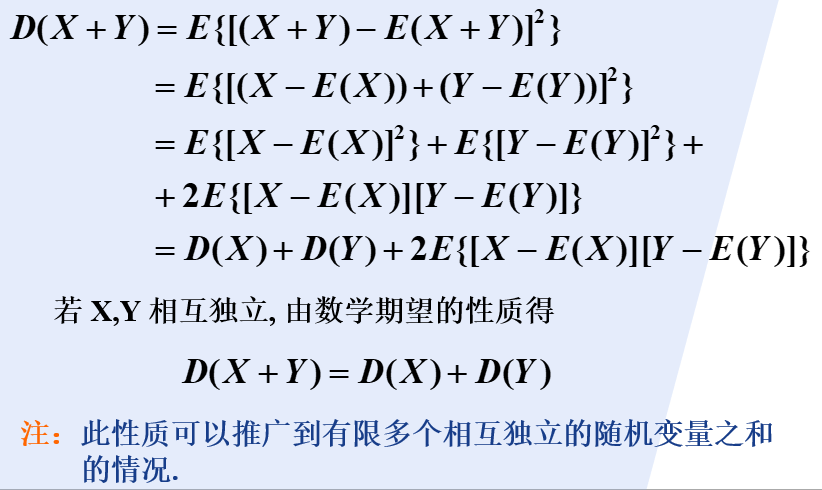 D(X + Y) = E{[(X + Y) − E(X + Y)]²}
= E{[(X − E(X)) + (Y − E(Y))]²}
= E{[X − E(X)]²} + E{[Y − E(Y)]²} +
+ 2E{[X − E(X)][Y − E(Y)]}
= D(X) + D(Y) + 2E{[X − E(X)][Y − E(Y)]}
若 X,Y 相互独立, 由数学期望的性质得
D(X + Y) = D(X) + D(Y)
注：此性质可以推广到有限多个相互独立的随机变量之和
的情况.